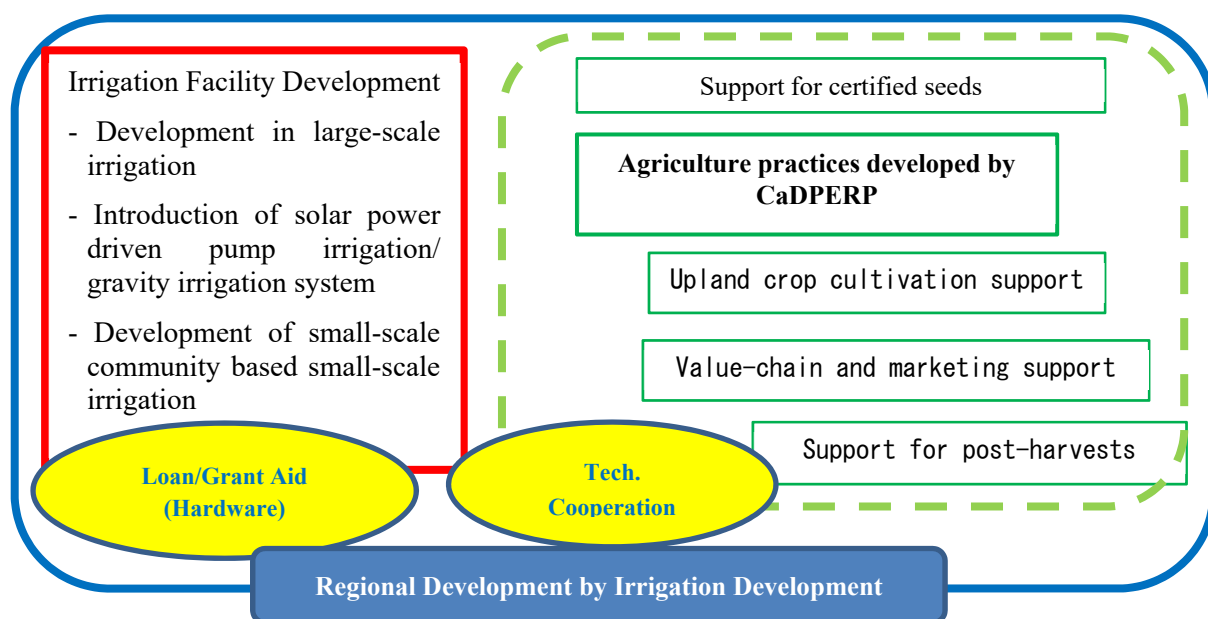 Irrigation Facility Development
- Development in large-scale
irrigation
- Introduction of solar power
driven pump irrigation/
gravity irrigation system
- Development of small-scale
community based small-scale
irrigation
Loan/Grant Aid
(Hardware)
Support for certified seeds
Agriculture practices developed by
CaDPERP
Upland crop cultivation support
Value-chain and marketing support
Support for post-harvests
Tech.
Cooperation
Regional Development by Irrigation Development